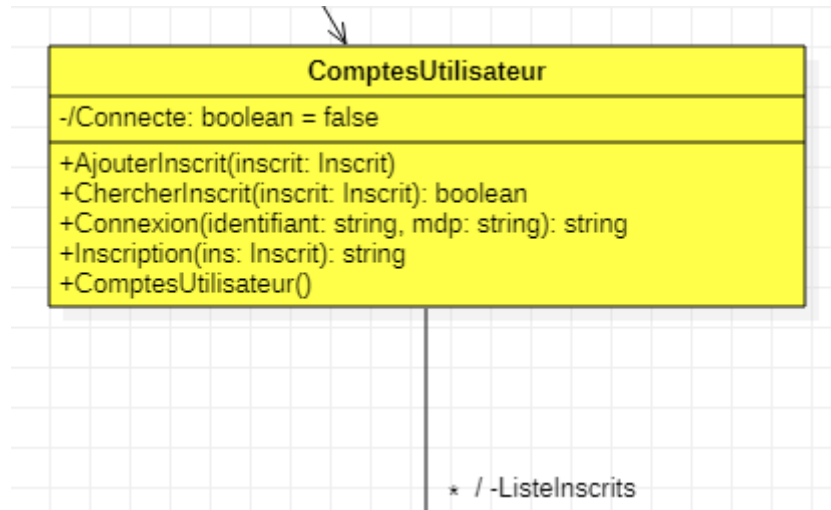 ComptesUtilisateur
-/Connecte: boolean = false
+AjouterInscrit(inscrit: Inscrit)
+ChercherInscrit(inscrit: Inscrit): boolean
+Connexion(identifiant: string, mdp: string): string
+Inscription(ins: Inscrit): string
+ComptesUtilisateur()
* / -ListeInscrits